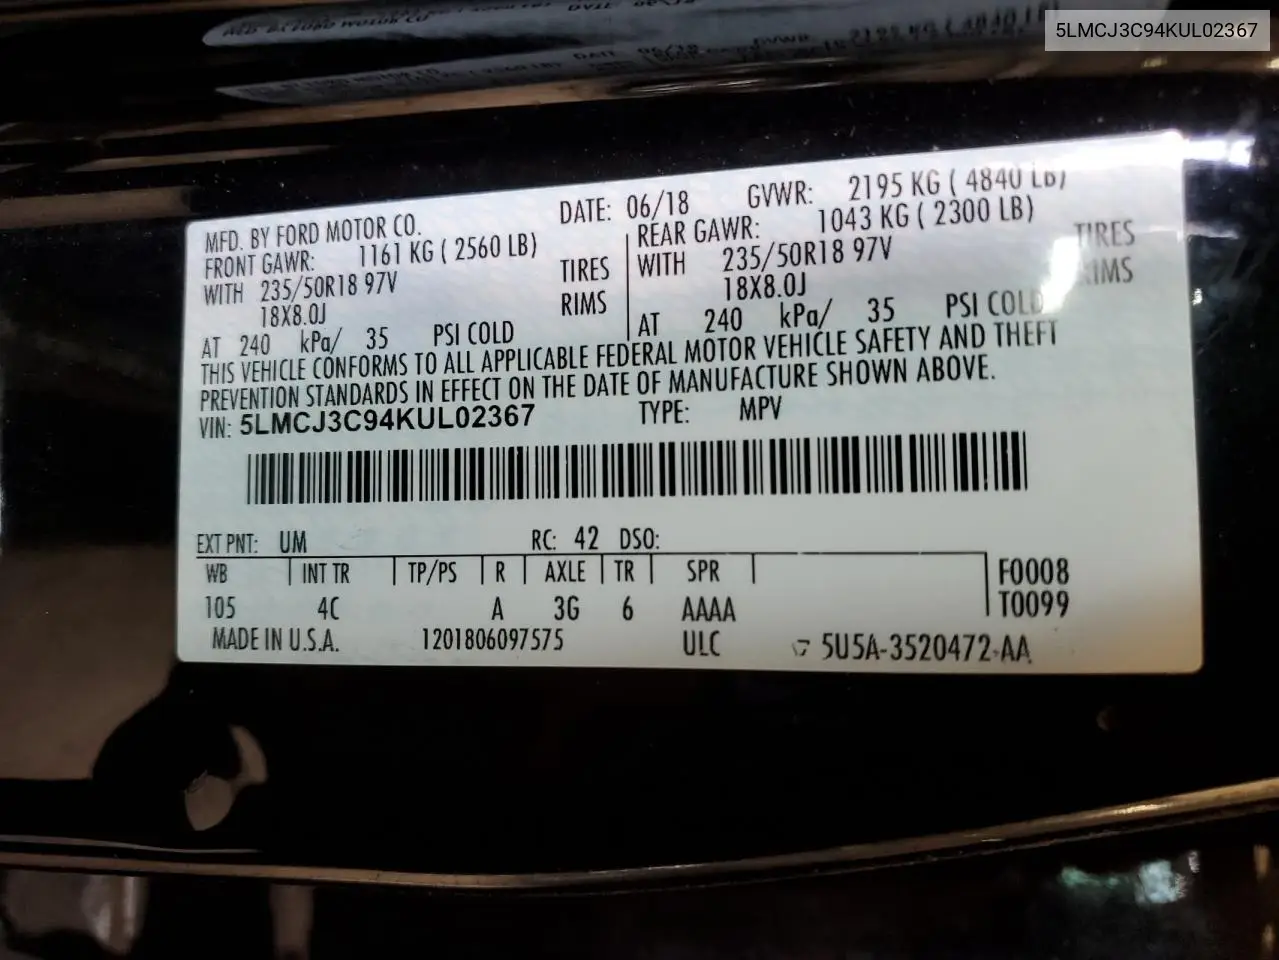 5LMCJ3C94KUL02367
MFD. BY FORD MOTOR CO. DATE: 06/18 GVWR: 2195 KG ( 4840 LB)
FRONT GAWR: 1161 KG ( 2560 LB) REAR GAWR: 1043 KG ( 2300 LB)
WITH 235/50R18 97V TIRES WITH 235/50R18 97V TIRES
18X8.0J RIMS 18X8.0J RIMS
AT 240 kPa/ 35 PSI COLD AT 240 kPa/ 35 PSI COLD
THIS VEHICLE CONFORMS TO ALL APPLICABLE FEDERAL MOTOR VEHICLE SAFETY AND THEFT
PREVENTION STANDARDS IN EFFECT ON THE DATE OF MANUFACTURE SHOWN ABOVE.
VIN: 5LMCJ3C94KUL02367 TYPE: MPV
EXT PNT: UM RC: 42 DSO:
WB INT TR TP/PS R AXLE TR SPR F0008
105 4C A 3G 6 AAAA T0099
MADE IN U.S.A. 1201806097575 ULC 5U5A-3520472-AA